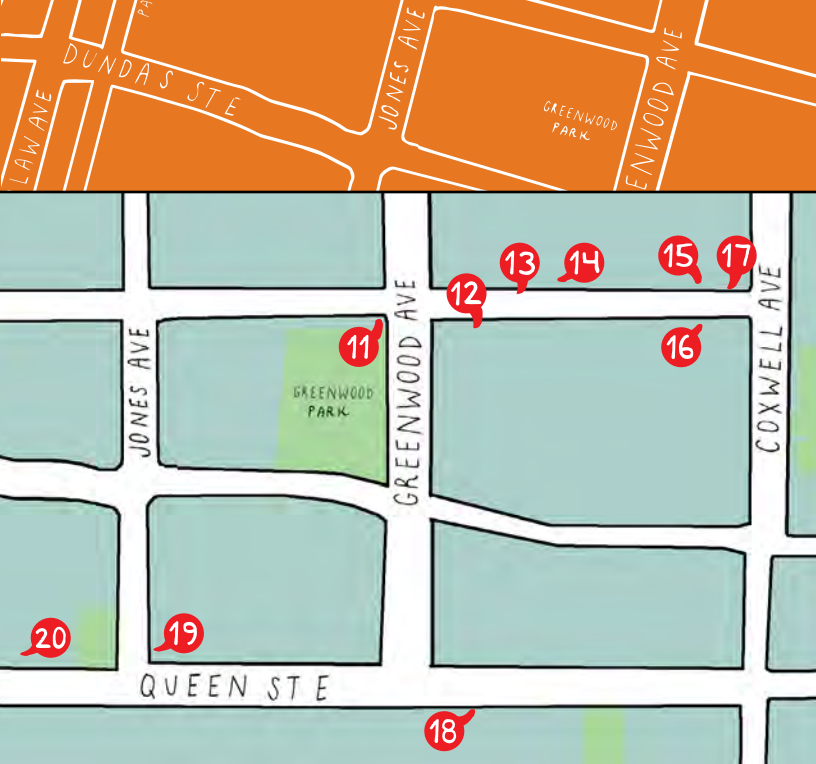 PA
DUNDAS ST E
LAW AVE
JONES AVE
GREENWOOD
PARK
ENWOOD AVE
13
14
15
17
12
11
16
JONES AVE
GREENWOOD
PARK
GREENWOOD AVE
COXWELL AVE
20
19
QUEEN ST E
18